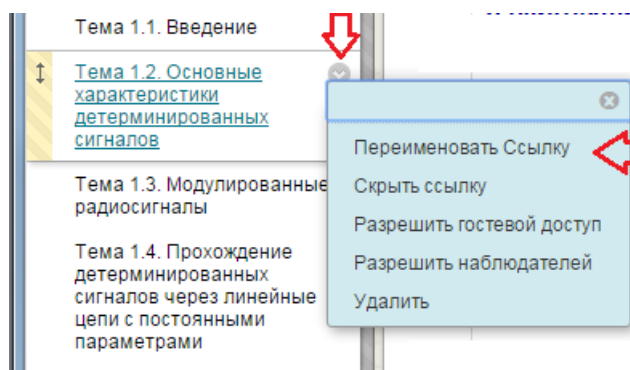 Тема 1.1. Введение
Тема 1.2. Основные
характеристики
детерминированных
сигналов
Переименовать Ссылку
Скрыть ссылку
Разрешить гостевой доступ
Разрешить наблюдателей
Удалить
Тема 1.3. Модулированные
радиосигналы
Тема 1.4. Прохождение
детерминированных
сигналов через линейные
цепи с постоянными
параметрами